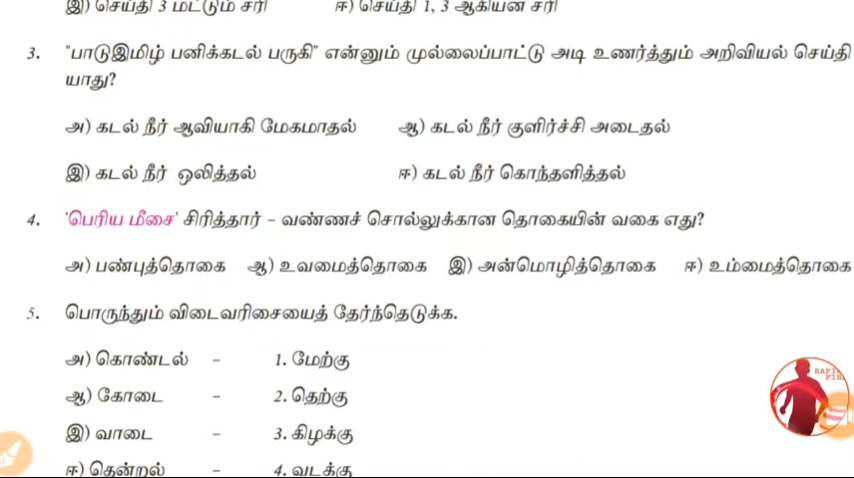 இ) செய்தி 3 மட்டும் சரி ஈ) செய்தி 1, 3 ஆகியன சரி
3. "பாடுஇமிழ் பனிக்கடல் பருகி" என்னும் முல்லைப்பாட்டு அடி உணர்த்தும் அறிவியல் செய்தி
யாது?
அ) கடல் நீர் ஆவியாகி மேகமாதல் ஆ) கடல் நீர் குளிர்ச்சி அடைதல்
இ) கடல் நீர் ஒலித்தல் ஈ) கடல் நீர் கொந்தளித்தல்
4. 'பெரிய மீசை' சிரித்தார் – வண்ணச் சொல்லுக்கான தொகையின் வகை எது?
அ) பண்புத்தொகை ஆ) உவமைத்தொகை இ) அன்மொழித்தொகை ஈ) உம்மைத்தொகை
5. பொருந்தும் விடைவரிசையைத் தேர்ந்தெடுக்க.
அ) கொண்டல் – 1. மேற்கு
ஆ) கோடை – 2. தெற்கு
இ) வாடை – 3. கிழக்கு
ஈ) தென்றல் – 4. வடக்கு